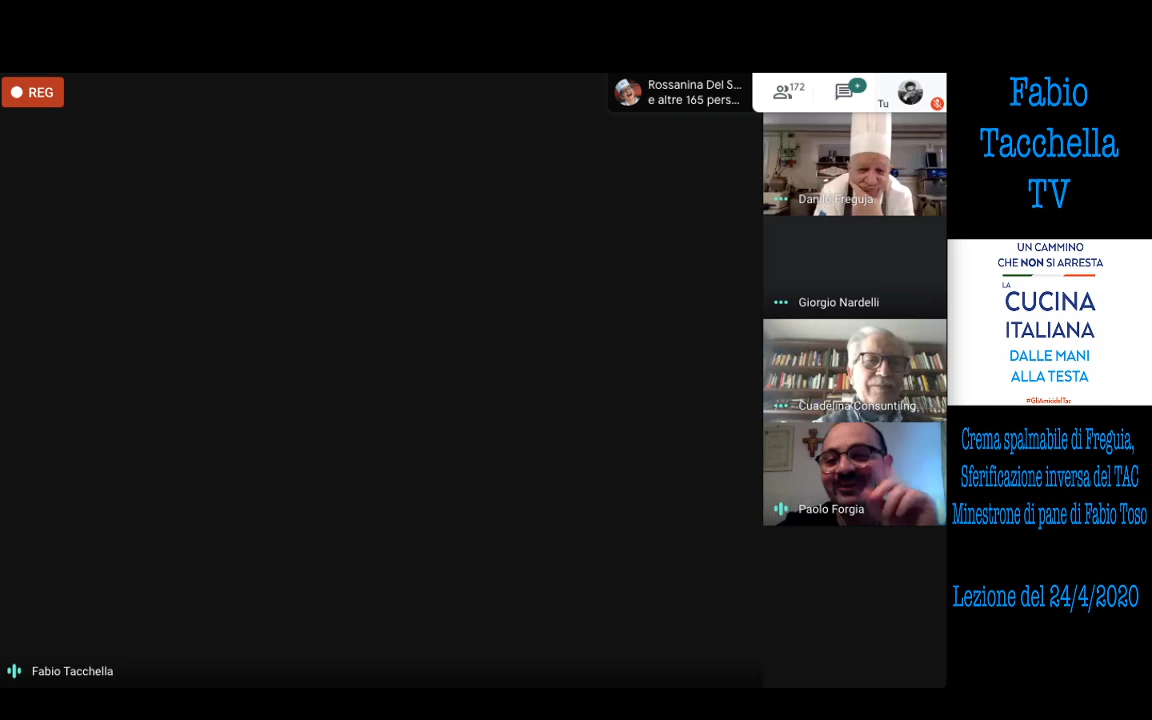 REG
Rossanina Del S...
e altre 165 pers...
172
Tu
Danilo Freguja
Giorgio Nardelli
Cuadelina Consuntiing
Paolo Forgia
Fabio Tacchella
Fabio
Tacchella
TV
UN CAMMINO
CHE NON SI ARRESTA
LA
CUCINA
ITALIANA
DALLE MANI
ALLA TESTA
#GliAmicidelTac
Crema spalmabile di Freguia,
Sferificazione inversa del TAC
Minestrone di pane di Fabio Toso
Lezione del 24/4/2020